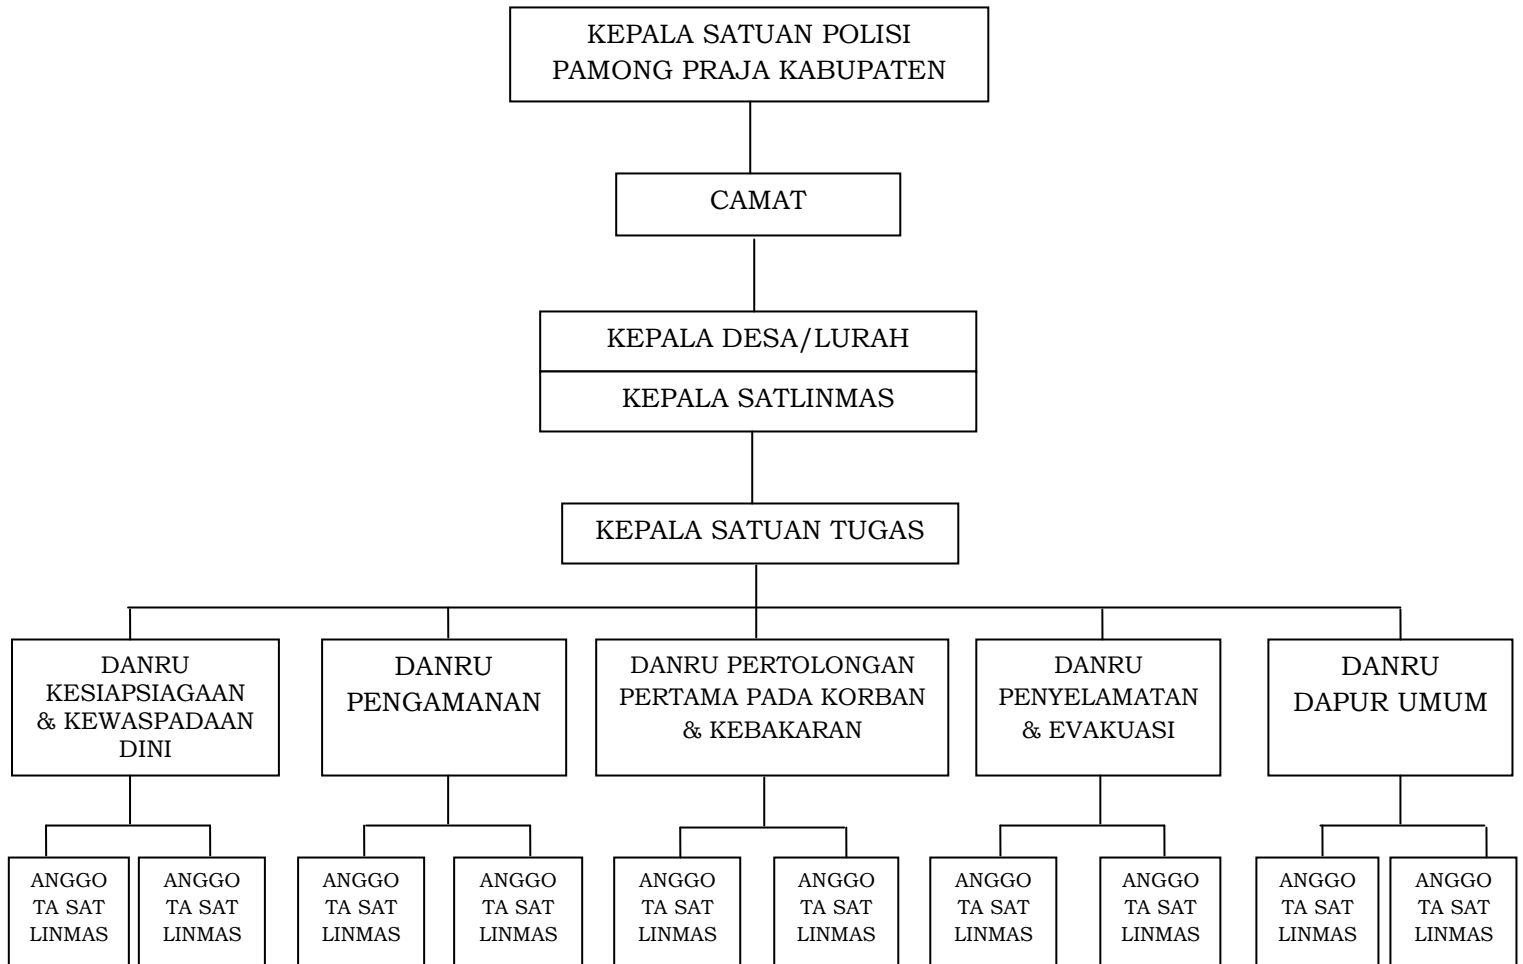 KEPALA SATUAN POLISI
PAMONG PRAJA KABUPATEN
CAMAT
KEPALA DESA/LURAH
KEPALA SATLINMAS
KEPALA SATUAN TUGAS
DANRU
KESIAPSIAGAAN
& KEWASPADAAN
DINI
DANRU
PENGAMANAN
DANRU PERTOLONGAN
PERTAMA PADA KORBAN
& KEBAKARAN
DANRU
PENYELAMATAN
& EVAKUASI
DANRU
DAPUR UMUM
ANGGO
TA SAT
LINMAS
ANGGO
TA SAT
LINMAS
ANGGO
TA SAT
LINMAS
ANGGO
TA SAT
LINMAS
ANGGO
TA SAT
LINMAS
ANGGO
TA SAT
LINMAS
ANGGO
TA SAT
LINMAS
ANGGO
TA SAT
LINMAS
ANGGO
TA SAT
LINMAS
ANGGO
TA SAT
LINMAS